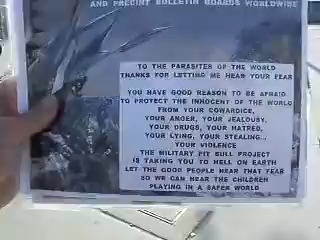 AND PRECINT BULLETIN BOARDS WORLDWIDE
TO THE PARASITES OF THE WORLD
THANKS FOR LETTING ME HEAR YOUR FEAR
YOU HAVE GOOD REASON TO BE AFRAID
TO PROTECT THE INNOCENT OF THE WORLD
FROM YOUR COWARDICE,
YOUR ANGER, YOUR JEALOUSY,
YOUR DRUGS, YOUR HATRED,
YOUR LYING, YOUR STEALING...
YOUR VIOLENCE
THE MILITARY PIT BULL PROJECT
IS TAKING YOU TO HELL ON EARTH
LET THE GOOD PEOPLE HEAR THAT FEAR
SO WE CAN HEAR THE CHILDREN
PLAYING IN A SAFER WORLD